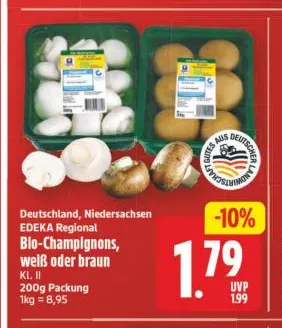 GUTES AUS DEUTSCHER LANDWIRTSCHAFT
Deutschland, Niedersachsen
EDEKA Regional
Bio-Champignons,
weiß oder braun
Kl. II
200g Packung
1kg = 8,95
-10%
1.79
UVP
1.99